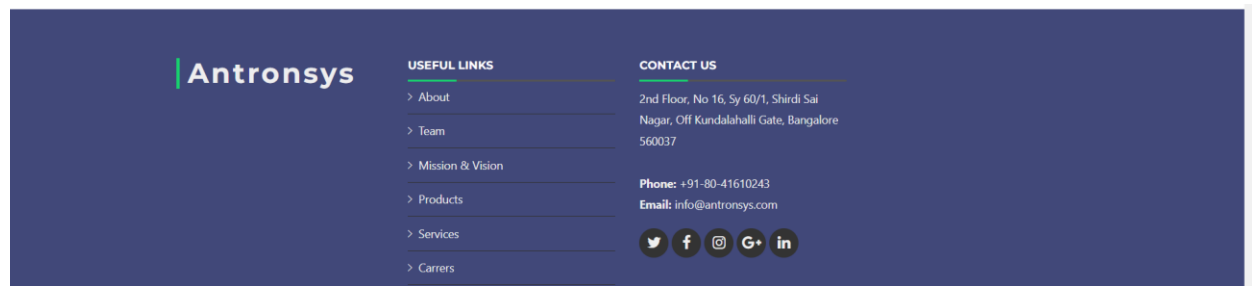 Antronsys
USEFUL LINKS
> About
> Team
> Mission & Vision
> Products
> Services
> Carrers
CONTACT US
2nd Floor, No 16, Sy 60/1, Shirdi Sai
Nagar, Off Kundalahalli Gate, Bangalore
560037
Phone: +91-80-41610243
Email: info@antronsys.com